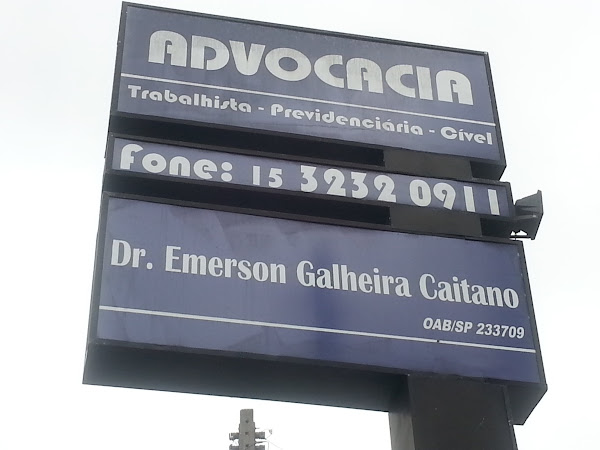 ADVOCACIA
Trabalhista - Previdenciária - Cível
Fone: 15 3232 0911
Dr. Emerson Galheira Caitano
OAB/SP 233709